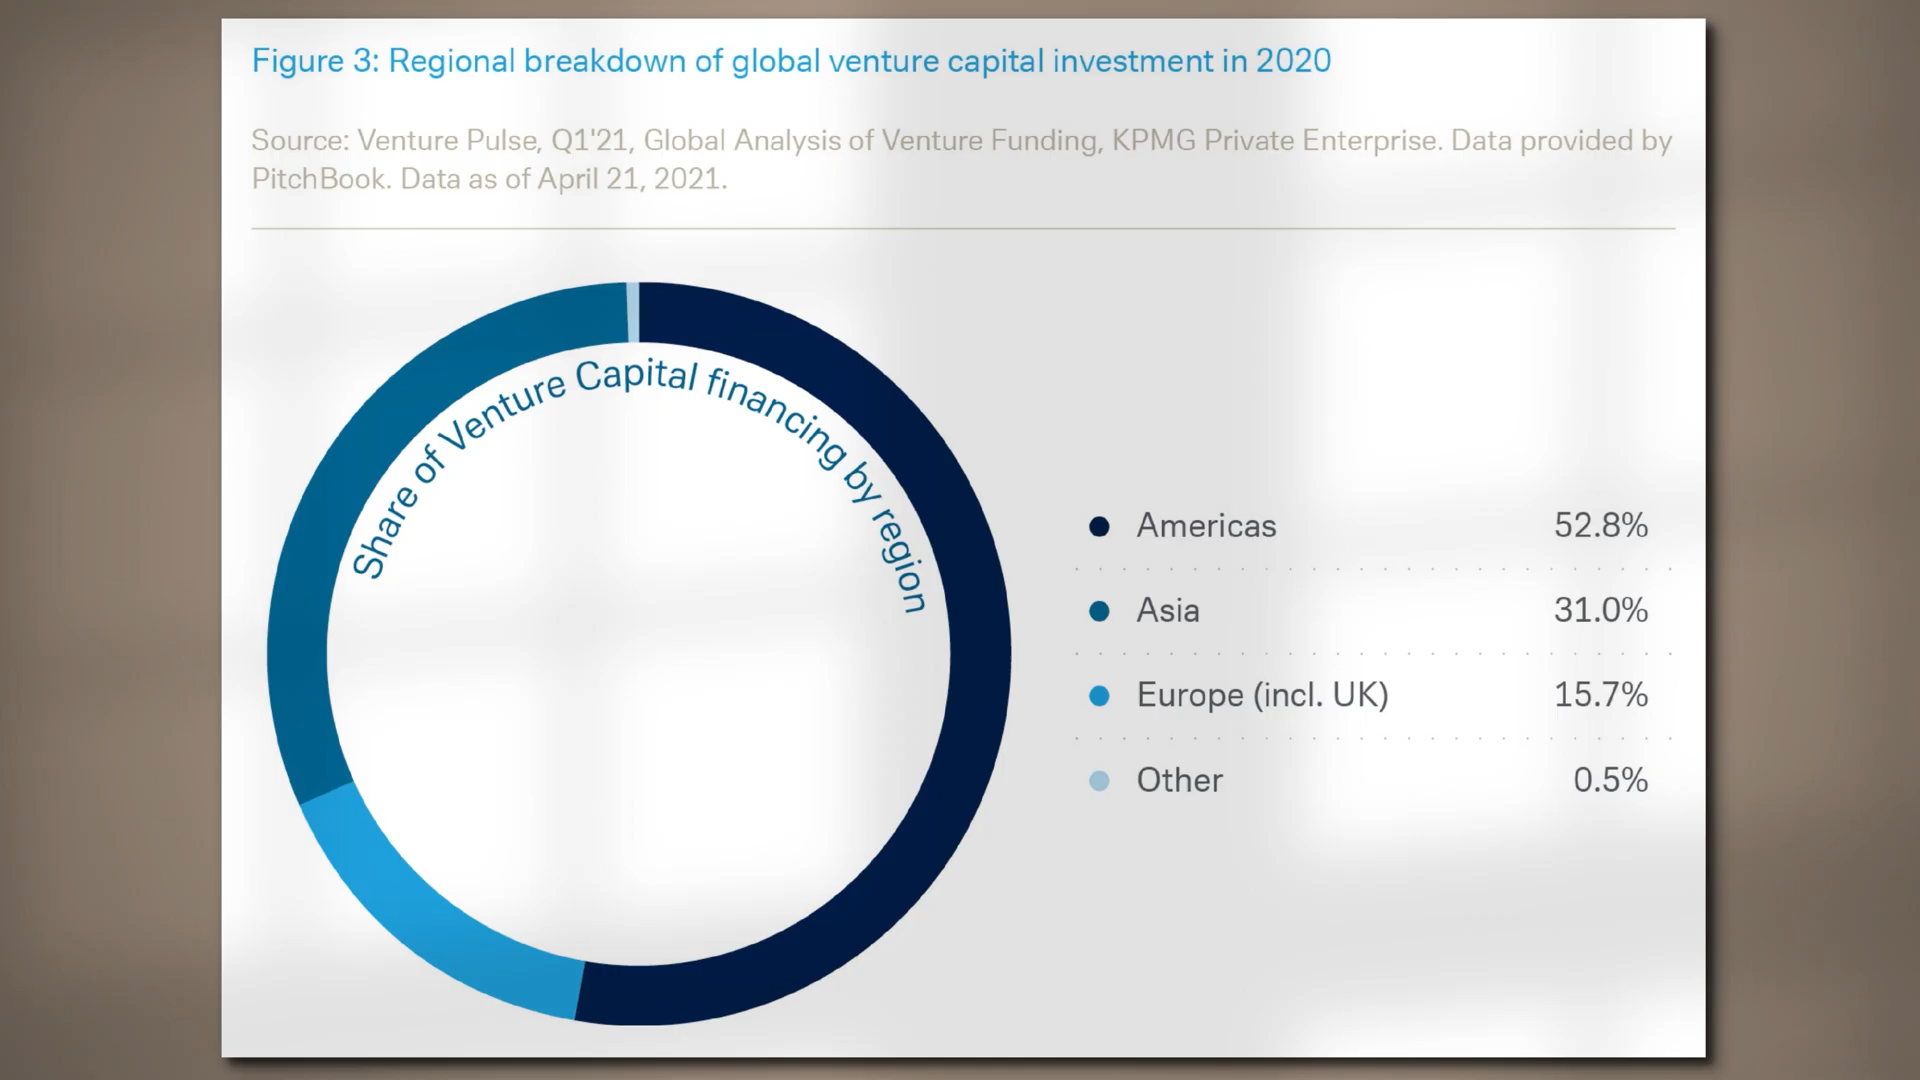 Figure 3: Regional breakdown of global venture capital investment in 2020
Source: Venture Pulse, Q1'21, Global Analysis of Venture Funding, KPMG Private Enterprise. Data provided by
PitchBook. Data as of April 21, 2021.
Share of Venture Capital financing by region
Americas 52.8%
Asia 31.0%
Europe (incl. UK) 15.7%
Other 0.5%